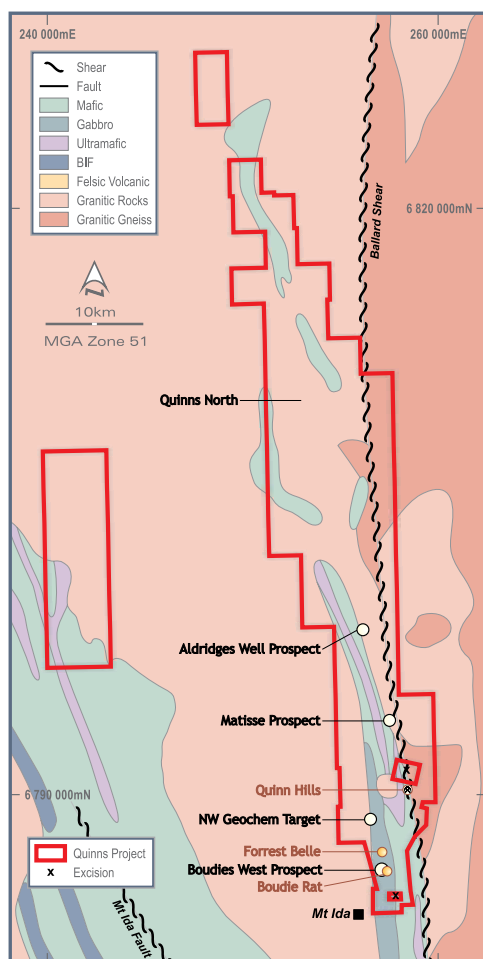 240 000mE
260 000mE
Shear
Fault
Mafic
Gabbro
Ultramafic
BIF
Felsic Volcanic
Granitic Rocks
Granitic Gneiss
Ballard Shear
6 820 000mN
N
10km
MGA Zone 51
Quinns North
Aldridges Well Prospect
Matisse Prospect
x
Quinn Hills
6 790 000mN
NW Geochem Target
Quinns Project
x Excision
Forrest Belle
Boudies West Prospect
Boudie Rat
x
Mt Ida
Mt Ida Fault